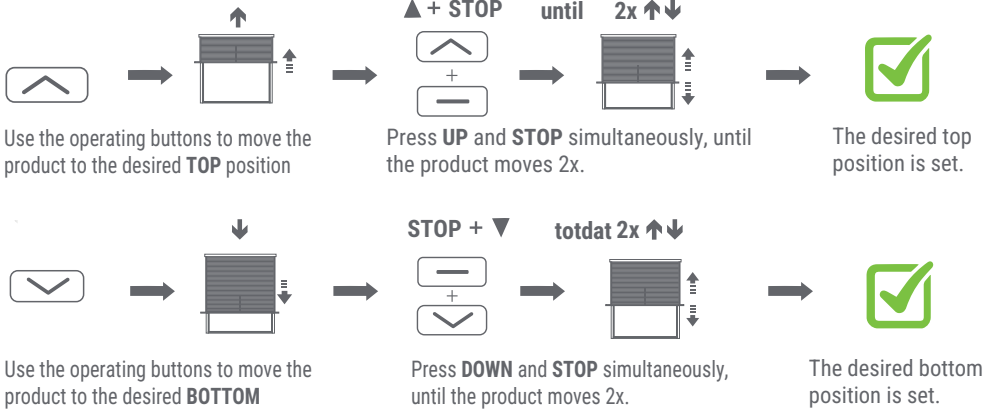 ▲ + STOP until 2x ↑↓
+
Use the operating buttons to move the
product to the desired TOP position
Press UP and STOP simultaneously, until
the product moves 2x.
The desired top
position is set.
STOP + ▼ totdat 2x ↑↓
+
Use the operating buttons to move the
product to the desired BOTTOM
Press DOWN and STOP simultaneously,
until the product moves 2x.
The desired bottom
position is set.